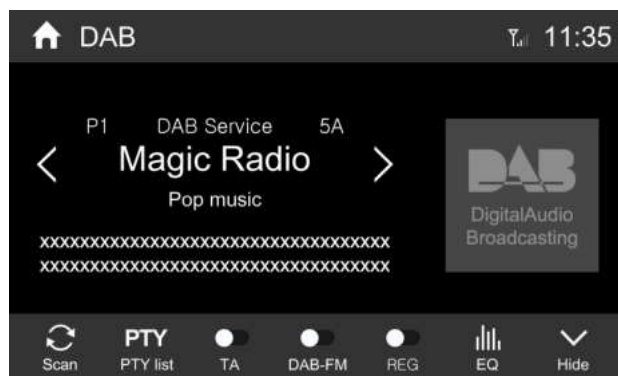 DAB 11:35
P1 DAB Service 5A
Magic Radio
Pop music
xxxxxxxxxxxxxxxxxxxxxxxxxxxxxxxxxxx
xxxxxxxxxxxxxxxxxxxxxxxxxxxxxxxxxxx
DAB
DigitalAudio
Broadcasting
PTY
Scan PTY list TA DAB-FM REG EQ Hide